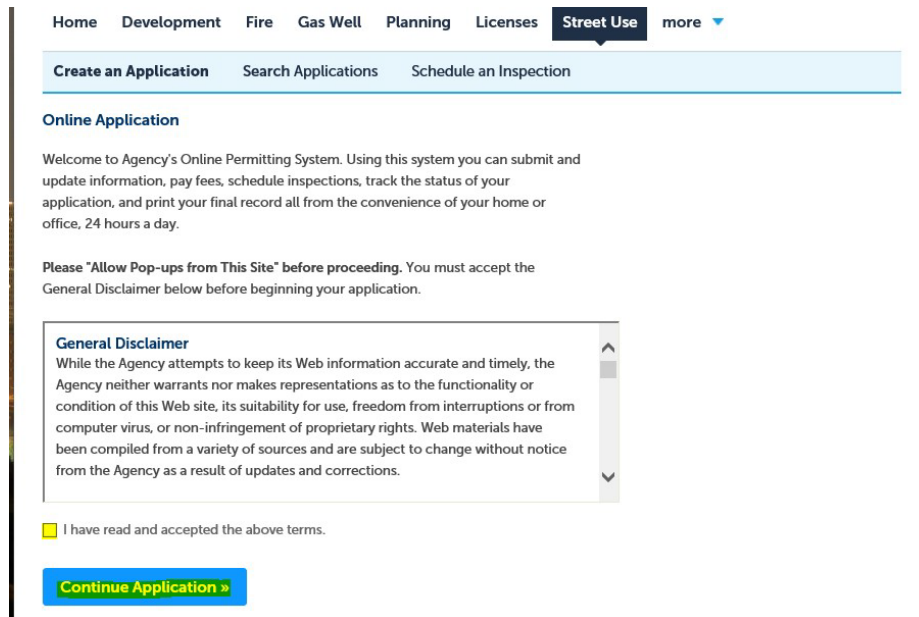 Home Development Fire Gas Well Planning Licenses Street Use more
Create an Application Search Applications Schedule an Inspection
Online Application
Welcome to Agency's Online Permitting System. Using this system you can submit and
update information, pay fees, schedule inspections, track the status of your
application, and print your final record all from the convenience of your home or
office, 24 hours a day.
Please "Allow Pop-ups from This Site" before proceeding. You must accept the
General Disclaimer below before beginning your application.
General Disclaimer
While the Agency attempts to keep its Web information accurate and timely, the
Agency neither warrants nor makes representations as to the functionality or
condition of this Web site, its suitability for use, freedom from interruptions or from
computer virus, or non-infringement of proprietary rights. Web materials have
been compiled from a variety of sources and are subject to change without notice
from the Agency as a result of updates and corrections.
I have read and accepted the above terms.
Continue Application »